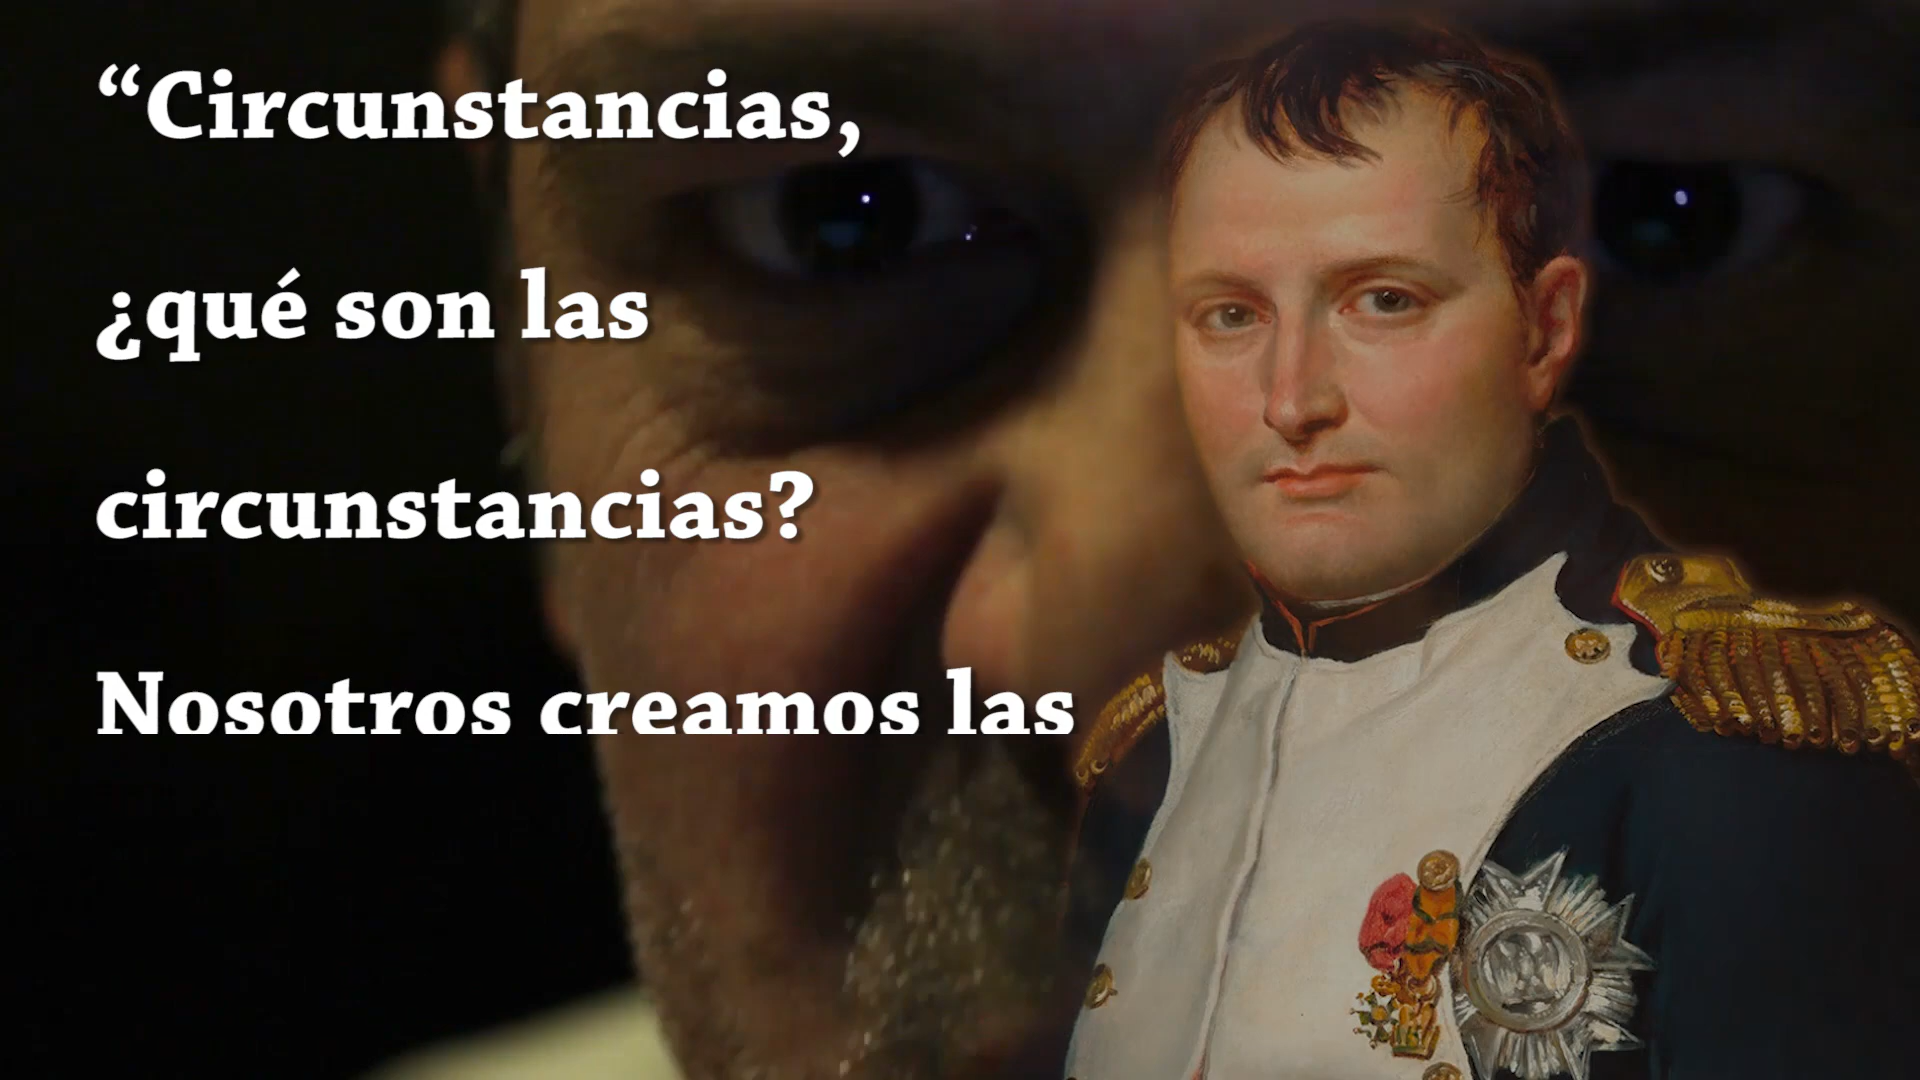 “Circunstancias,
¿qué son las
circunstancias?
Nosotros creamos las